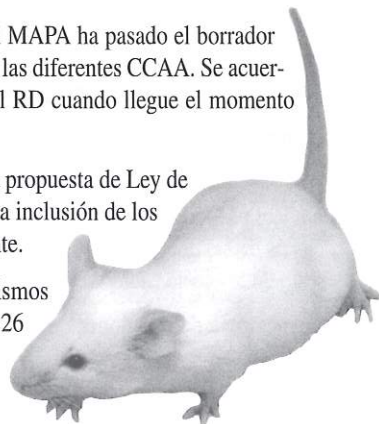 MAPA ha pasado el borrador
las diferentes CCAA. Se acuer-
l RD cuando llegue el momento
propuesta de Ley de
a inclusión de los
te.
ismos
26